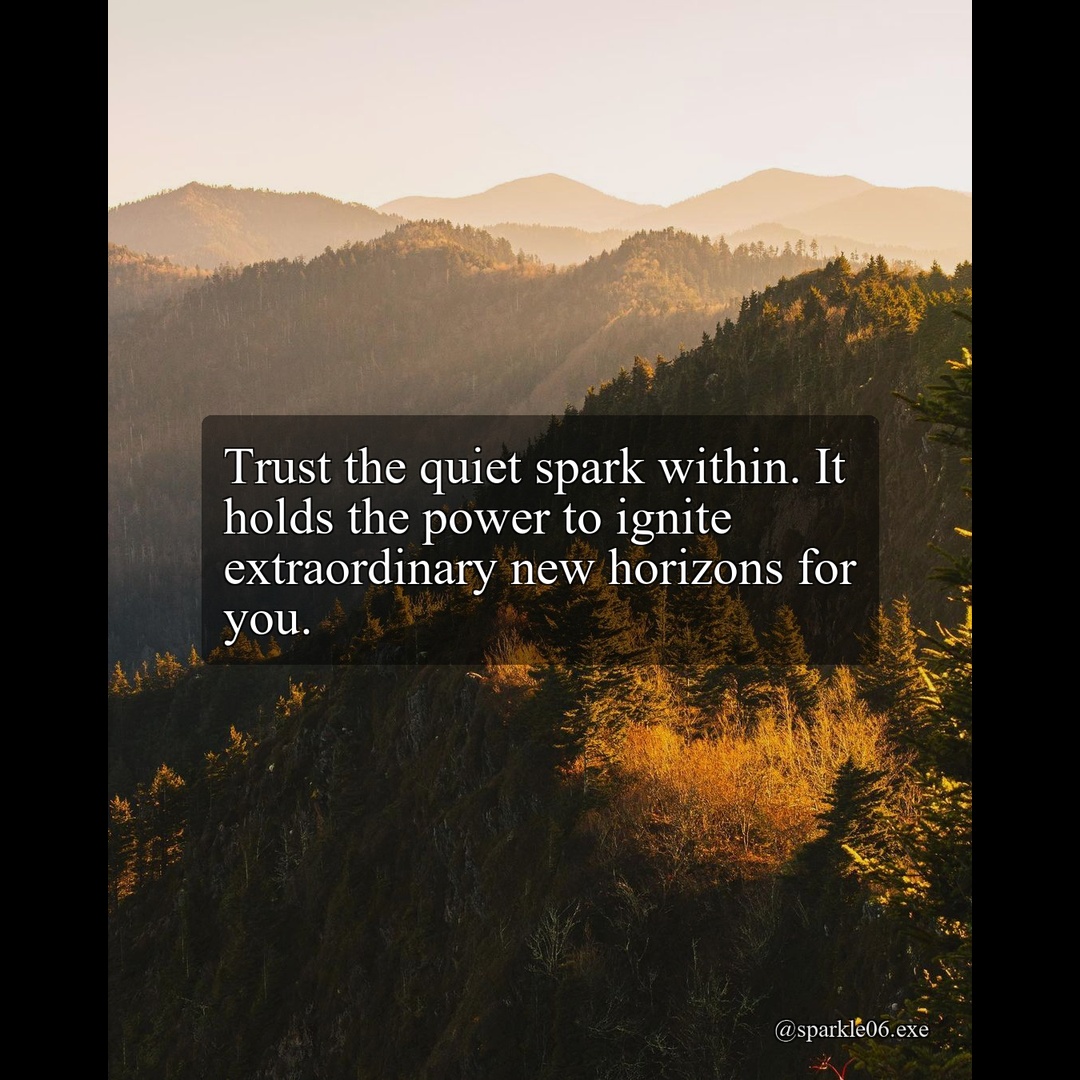 Trust the quiet spark within. It
holds the power to ignite
extraordinary new horizons for
you.
@sparkle06.exe